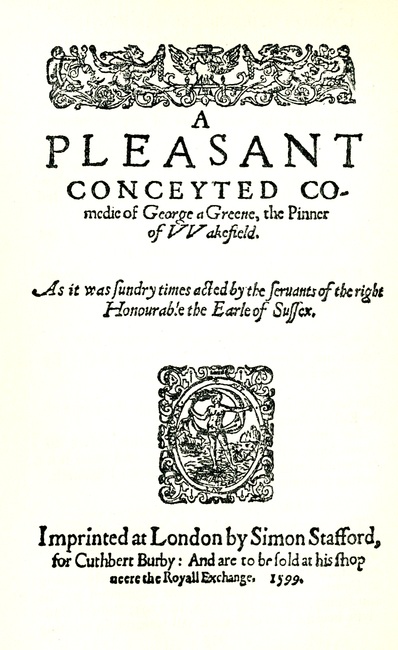 A
PLEASANT
CONCEYTED CO-
medie of George a Greene, the Pinner
of VVakefield.
As it was ſundry times acted by the ſeruants of the right
Honourable the Earle of Suſſex.
Imprinted at London by Simon Stafford,
for Cuthbert Burby: And are to be ſold at his ſhop
neere the Royall Exchange. 1599.